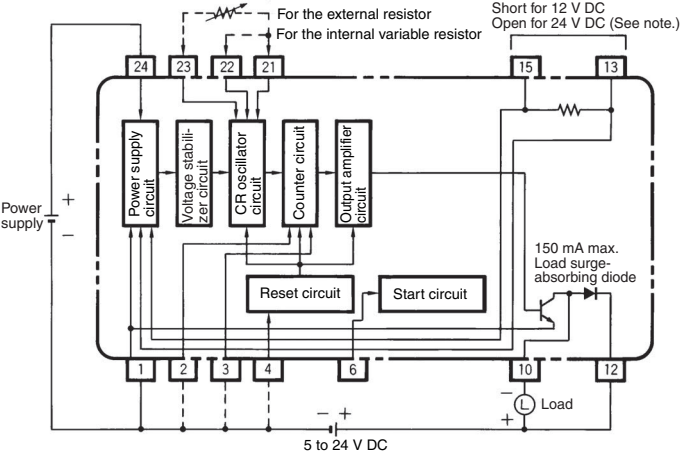 For the external resistor
For the internal variable resistor
Short for 12 V DC
Open for 24 V DC (See note.)
24
23
22
21
15
13
Power supply
circuit
Voltage stabili-
zer circuit
CR oscillator
circuit
Counter circuit
Output amplifier
circuit
Power
supply
+
−
150 mA max.
Load surge-
absorbing diode
Reset circuit
Start circuit
1
2
3
4
6
10
12
−
L
Load
+
− +
5 to 24 V DC